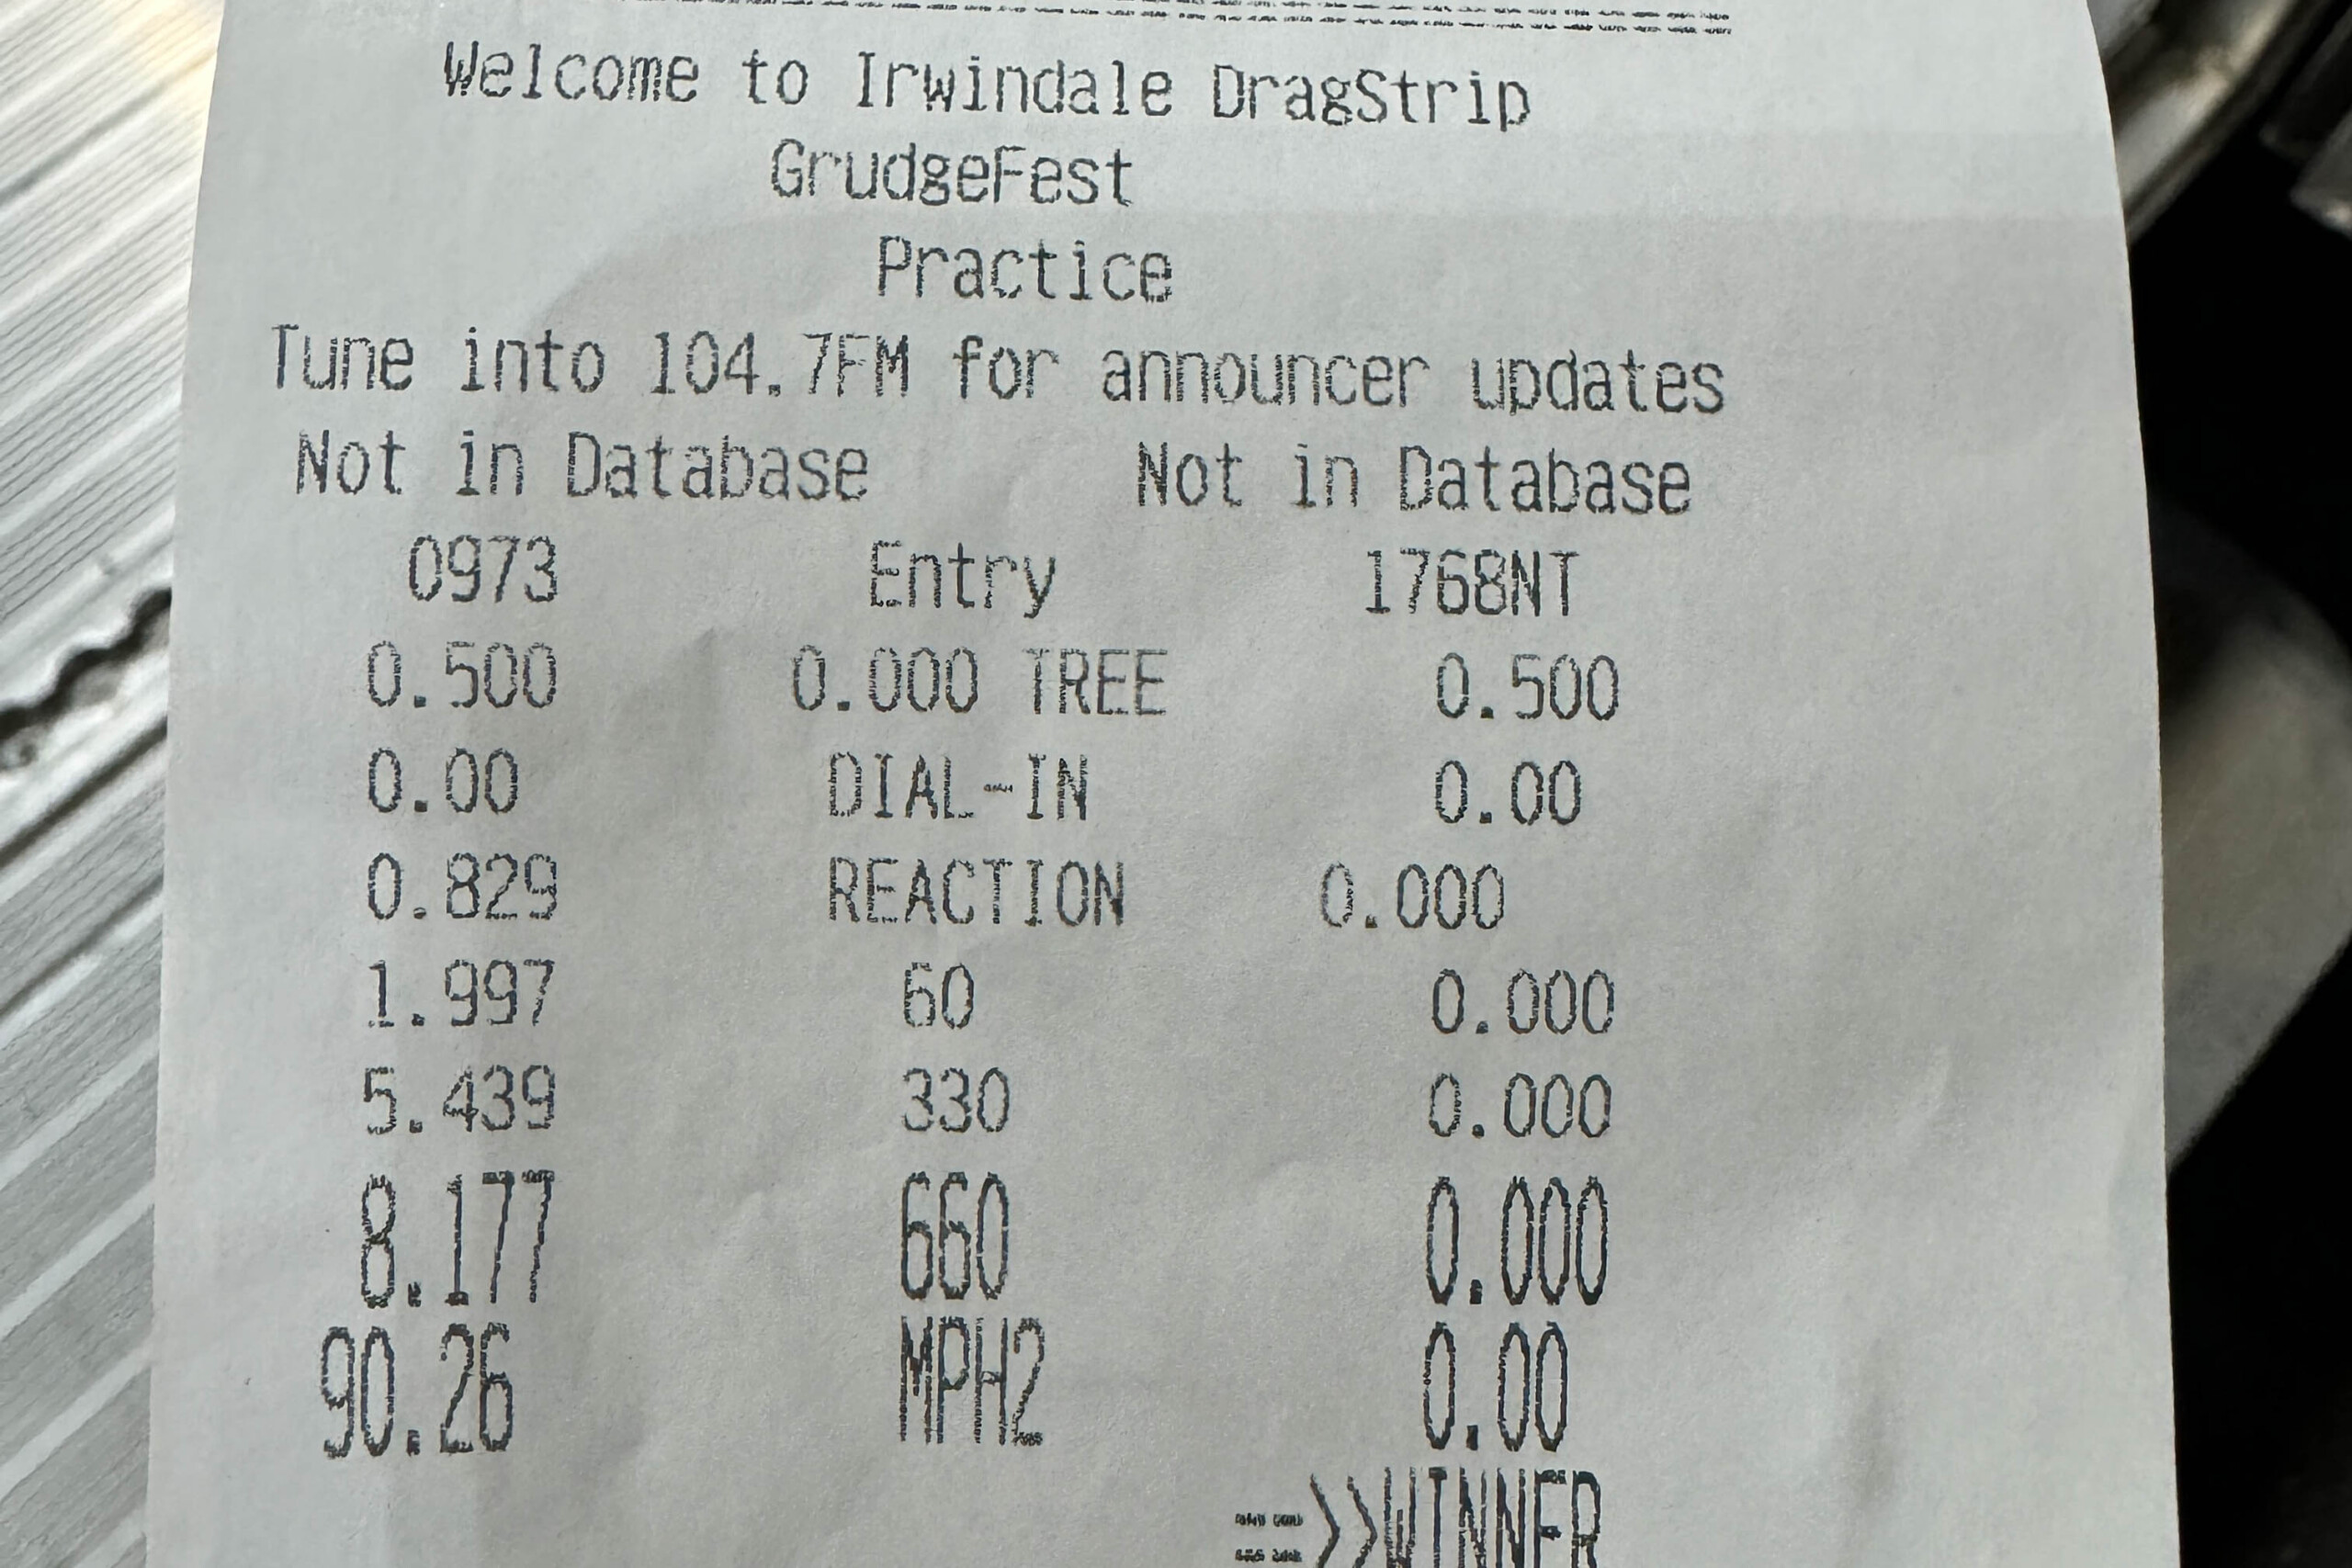 Welcome to Irwindale DragStrip
GrudgeFest
Practice
Tune into 104.7FM for announcer updates
Not in Database Not in Database
0973 Entry 1768NT
0.500 0.000 TREE 0.500
0.00 DIAL-IN 0.00
0.829 REACTION 0.000
1.997 60 0.000
5.439 330 0.000
8.177 660 0.000
90.26 MPH2 0.00
=>>WINNER